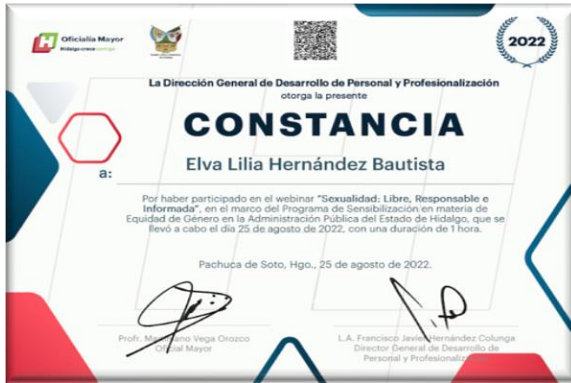 Oficialía Mayor
Hidalgo crece contigo
2022
La Dirección General de Desarrollo de Personal y Profesionalización
otorga la presente
CONSTANCIA
a:
Elva Lilia Hernández Bautista
Por haber participado en el webinar "Sexualidad: Libre, Responsable e
Informada", en el marco del Programa de Sensibilización en materia de
Equidad de Género en la Administración Pública del Estado de Hidalgo, que se
llevó a cabo el día 25 de agosto de 2022, con una duración de 1 hora.
Pachuca de Soto, Hgo., 25 de agosto de 2022.
Profr. Vega Orozco
Oficial Mayor
L.A. Francisco Javier Hernández Colunga
Director General de Desarrollo de
Personal y